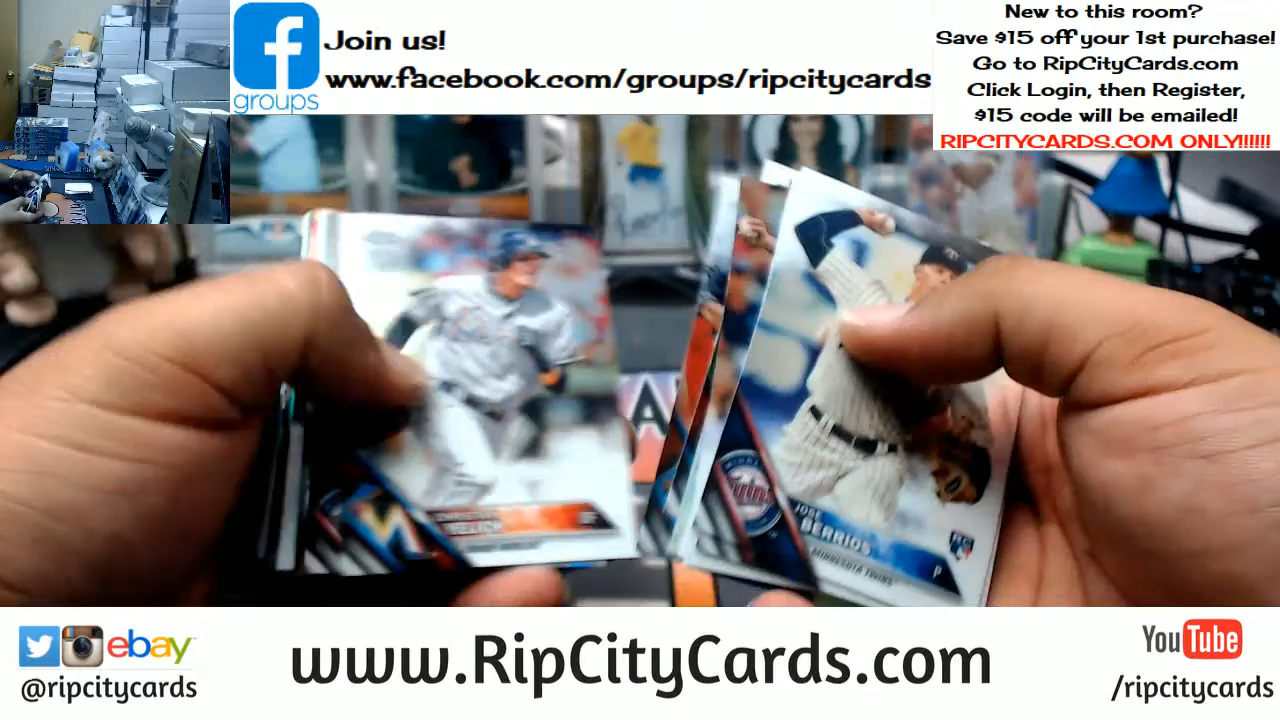 Join us!
www.facebook.com/groups/ripcitycards
groups
New to this room?
Save $15 off your 1st purchase!
Go to RipCityCards.com
Click Login, then Register,
$15 code will be emailed!
RIPCITYCARDS.COM ONLY!!!!!!
YELICH
Twins
JOSE
BERRIOS
MINNESOTA TWINS
RC
P
ebay
@ripcitycards
www.RipCityCards.com
YouTube
/ripcitycards